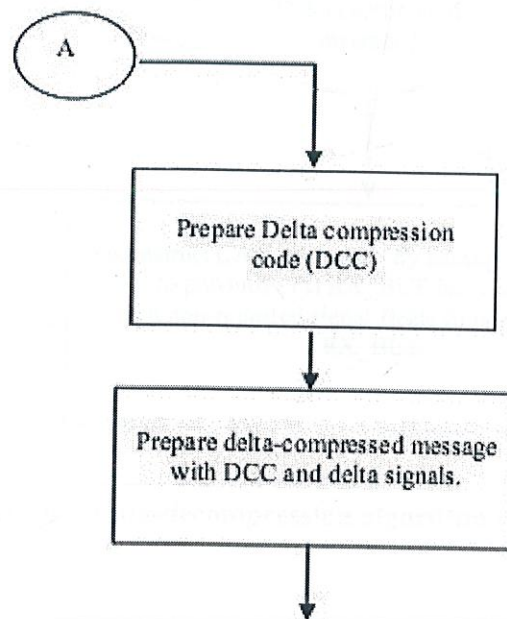 A
Prepare Delta compression
code (DCC)
Prepare delta-compressed message
with DCC and delta signals.